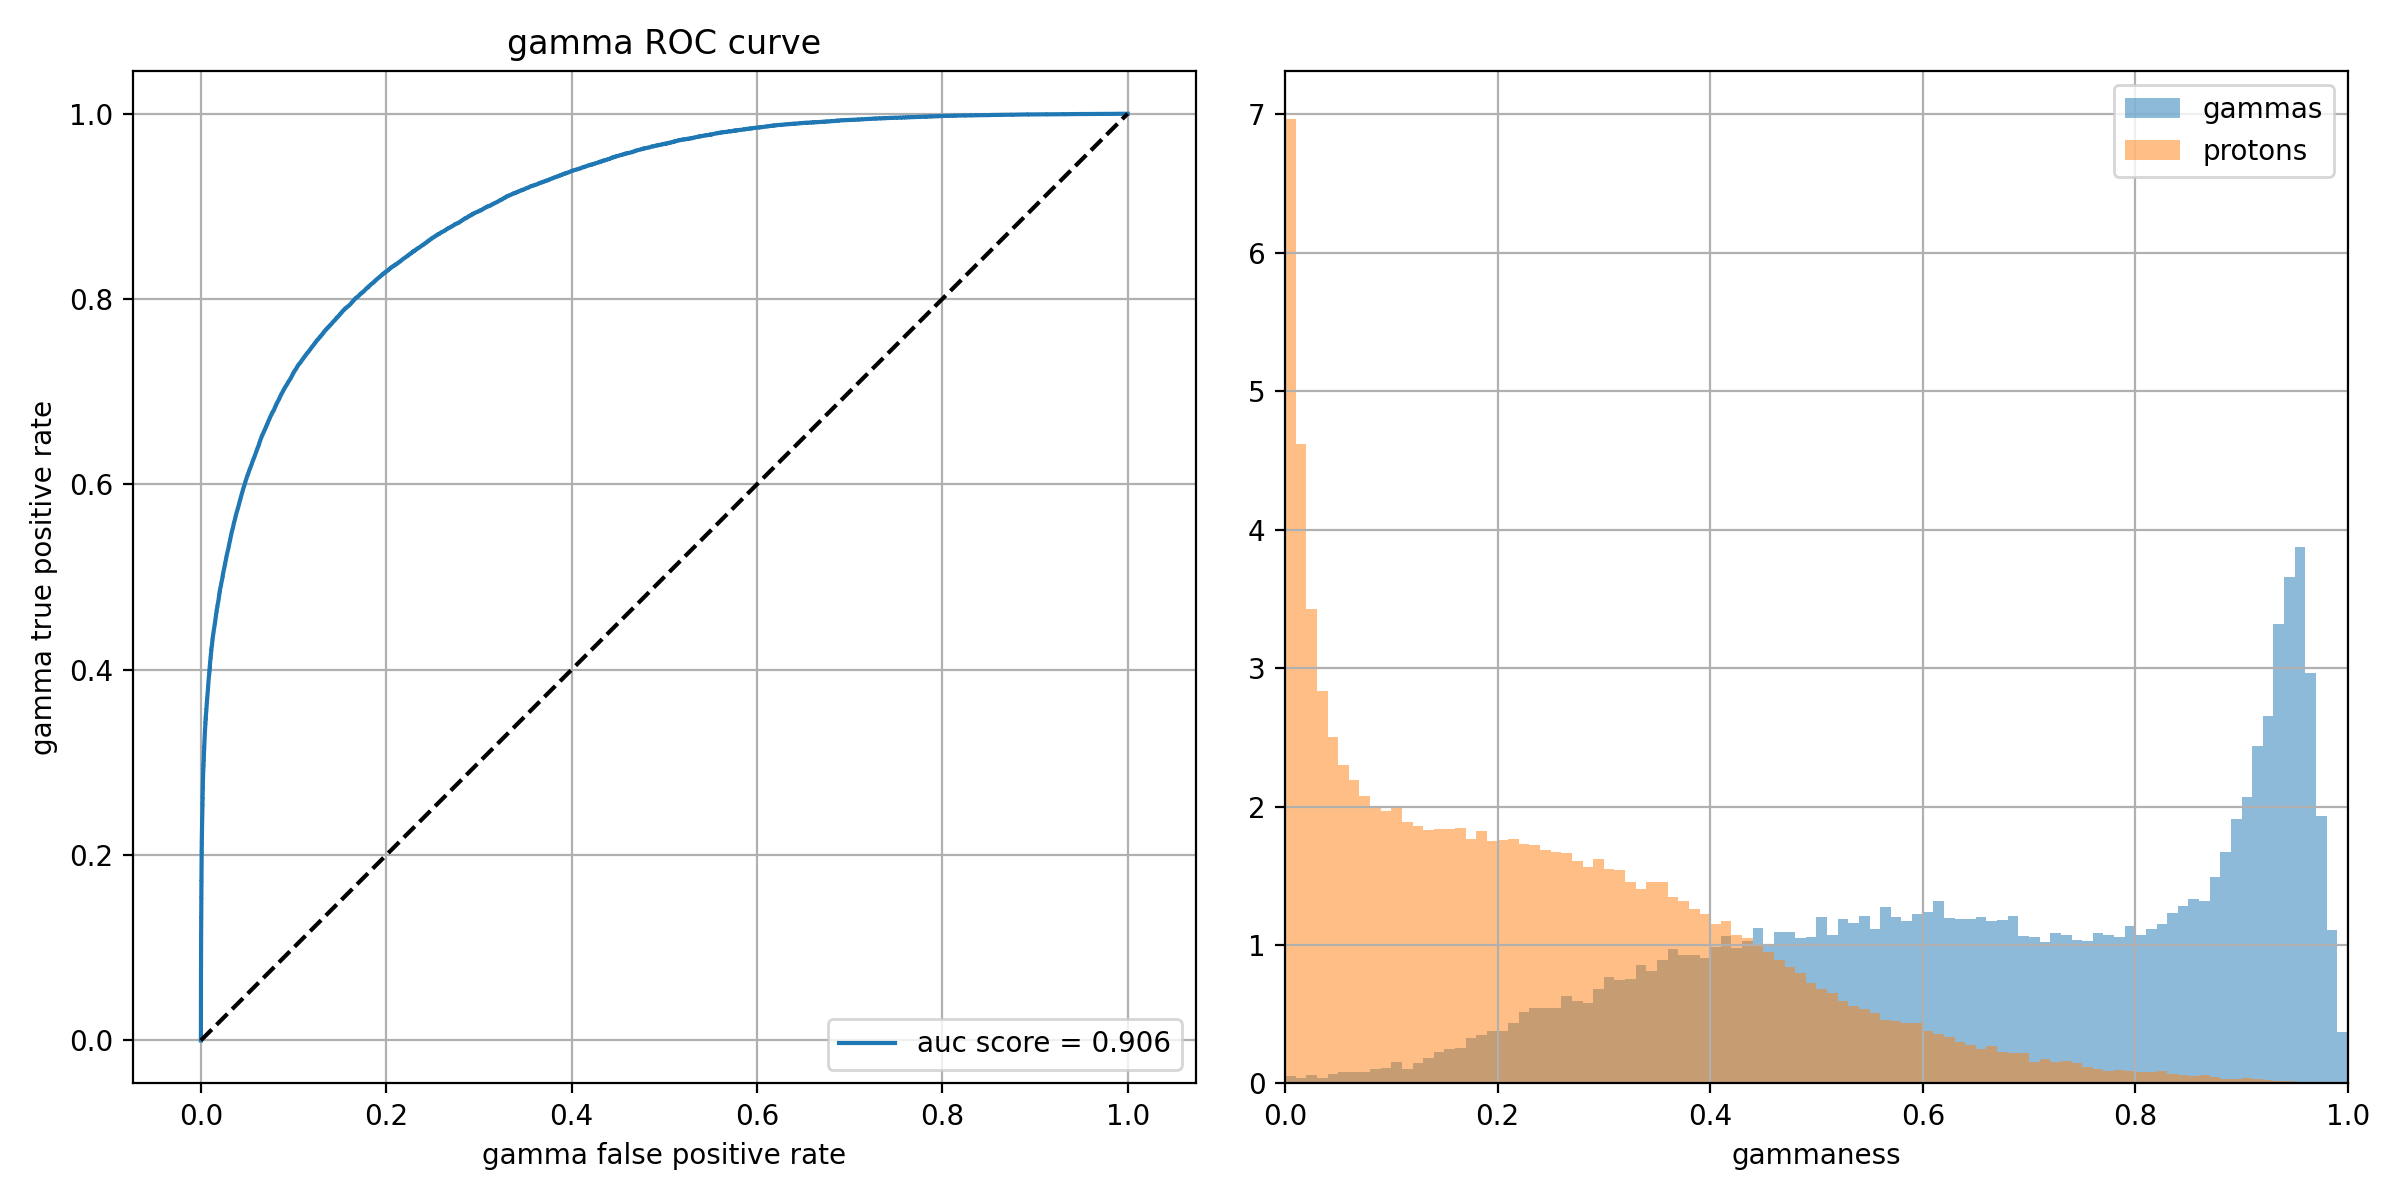 gamma ROC curve
gamma true positive rate
1.0
0.8
0.6
0.4
0.2
0.0
0.0 0.2 0.4 0.6 0.8 1.0
gamma false positive rate
auc score = 0.906
7
6
5
4
3
2
1
0
0.0 0.2 0.4 0.6 0.8 1.0
gammaness
gammas
protons